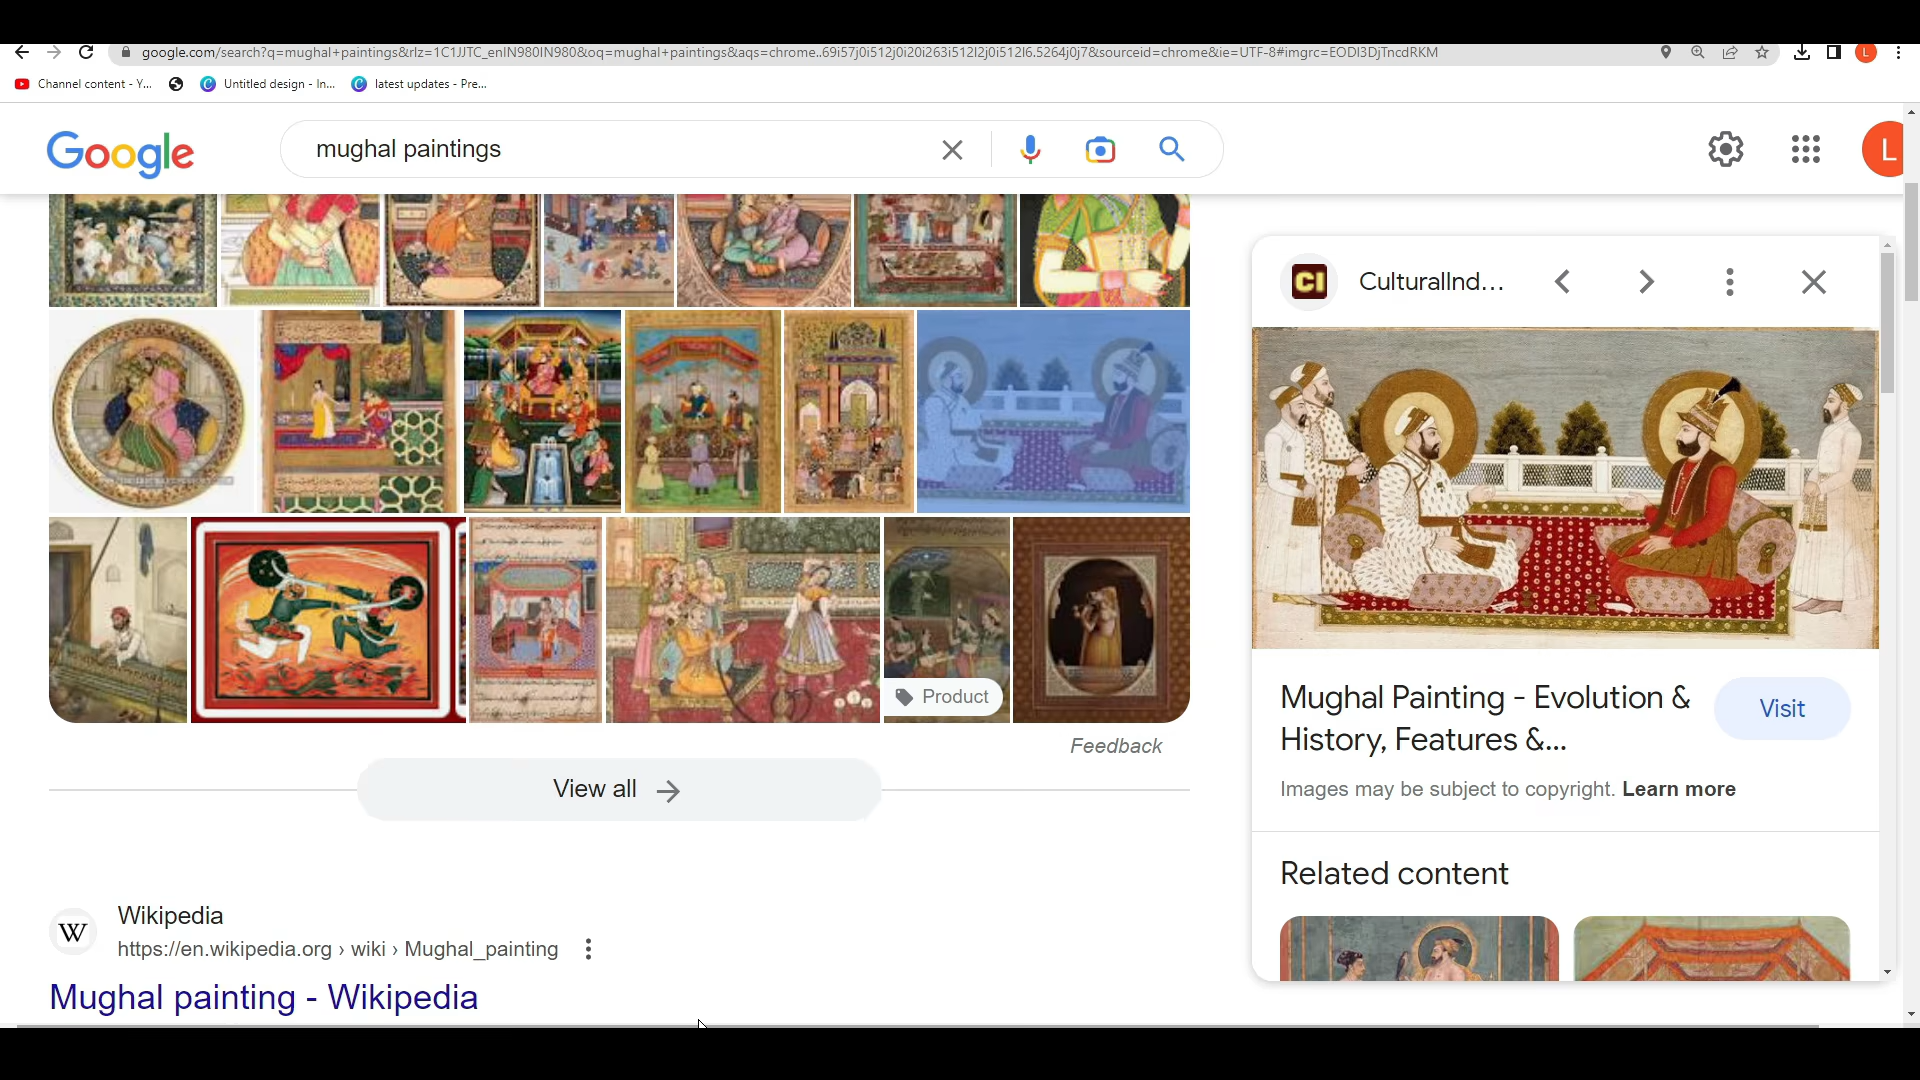 google.com/search?q=mughal+paintings&rlz=1C1JJTC_enIN980IN980&oq=mughal+paintings&aqs=chrome..69i57j0i512j0i20i263i512l2j0i512l6.5264j0j7&sourceid=chrome&ie=UTF-8#imgrc=EODI3DjTncdRKM
L
Channel content - Y...
Untitled design - In...
latest updates - Pre...
Google
mughal paintings
L
CI
CulturalInd...
Product
Mughal Painting - Evolution &
History, Features &...
Visit
Images may be subject to copyright. Learn more
Related content
Feedback
View all
W
Wikipedia
https://en.wikipedia.org › wiki › Mughal_painting
Mughal painting - Wikipedia